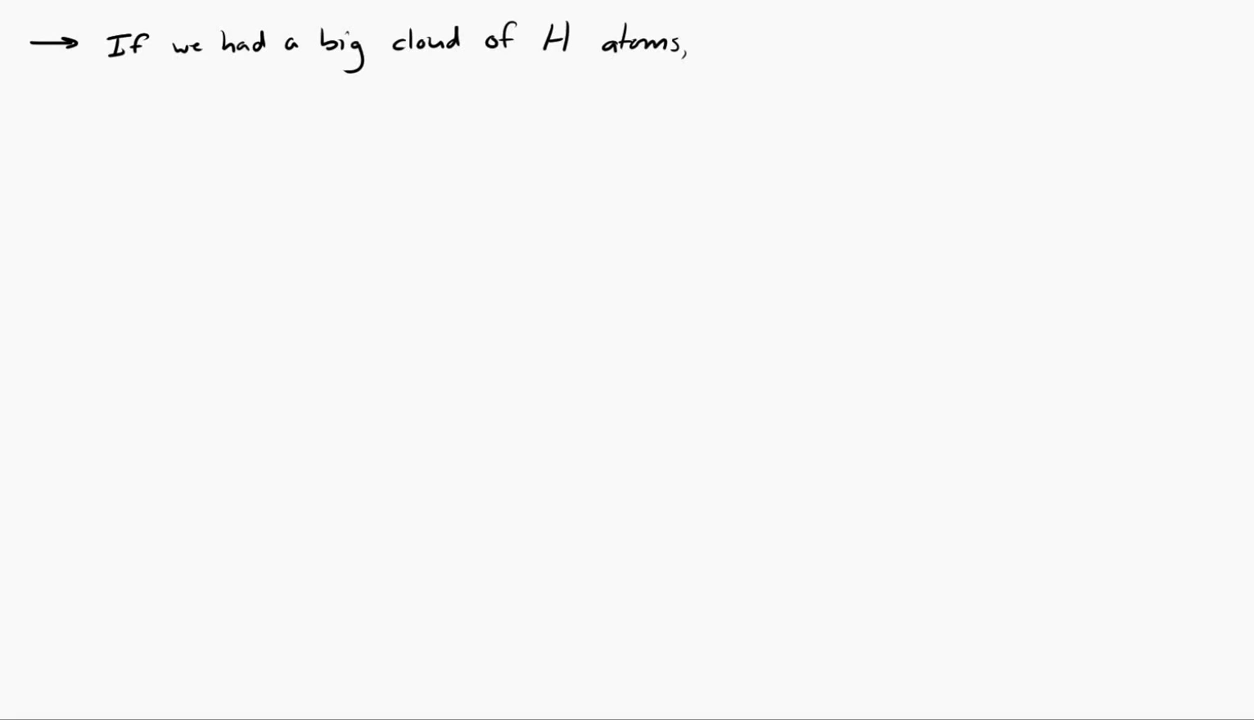 → If we had a big cloud of H atoms,